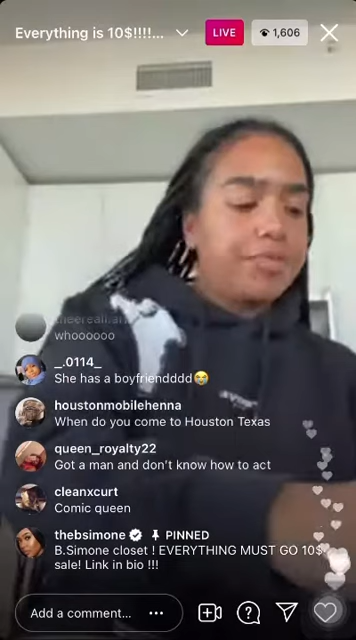 Everything is 10$!!!!...
LIVE
1,606
whoooooo
_.0114_
She has a boyfriendddd😭
houstonmobilehenna
When do you come to Houston Texas
queen_royalty22
Got a man and don't know how to act
cleanxcurt
Comic queen
thebsimone PINNED
B.Simone closet ! EVERYTHING MUST GO 10$
sale! Link in bio !!!
Add a comment...